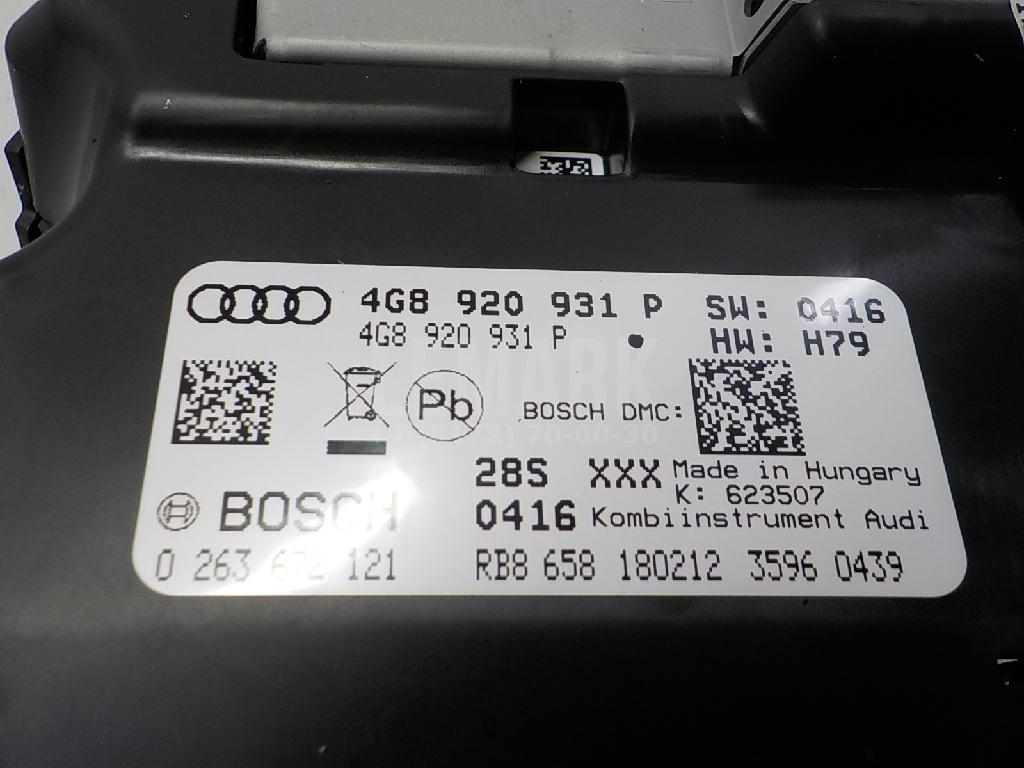 4G8 920 931 P SW: 0416
4G8 920 931 P HW: H79
Pb BOSCH DMC:
28S XXX Made in Hungary
K: 623507
BOSCH 0416 Kombiinstrument Audi
0 263 672 121 RB8 658 180212 3596 0439